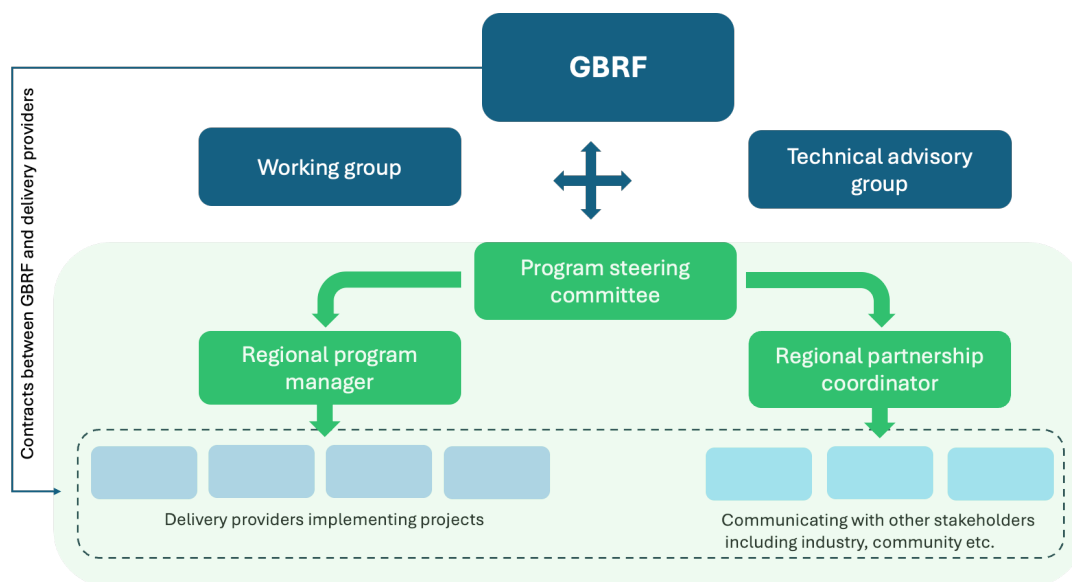 GBRF
Contracts between GBRF and delivery providers
Working group
Technical advisory
group
Program steering
committee
Regional program
manager
Regional partnership
coordinator
Delivery providers implementing projects
Communicating with other stakeholders
including industry, community etc.